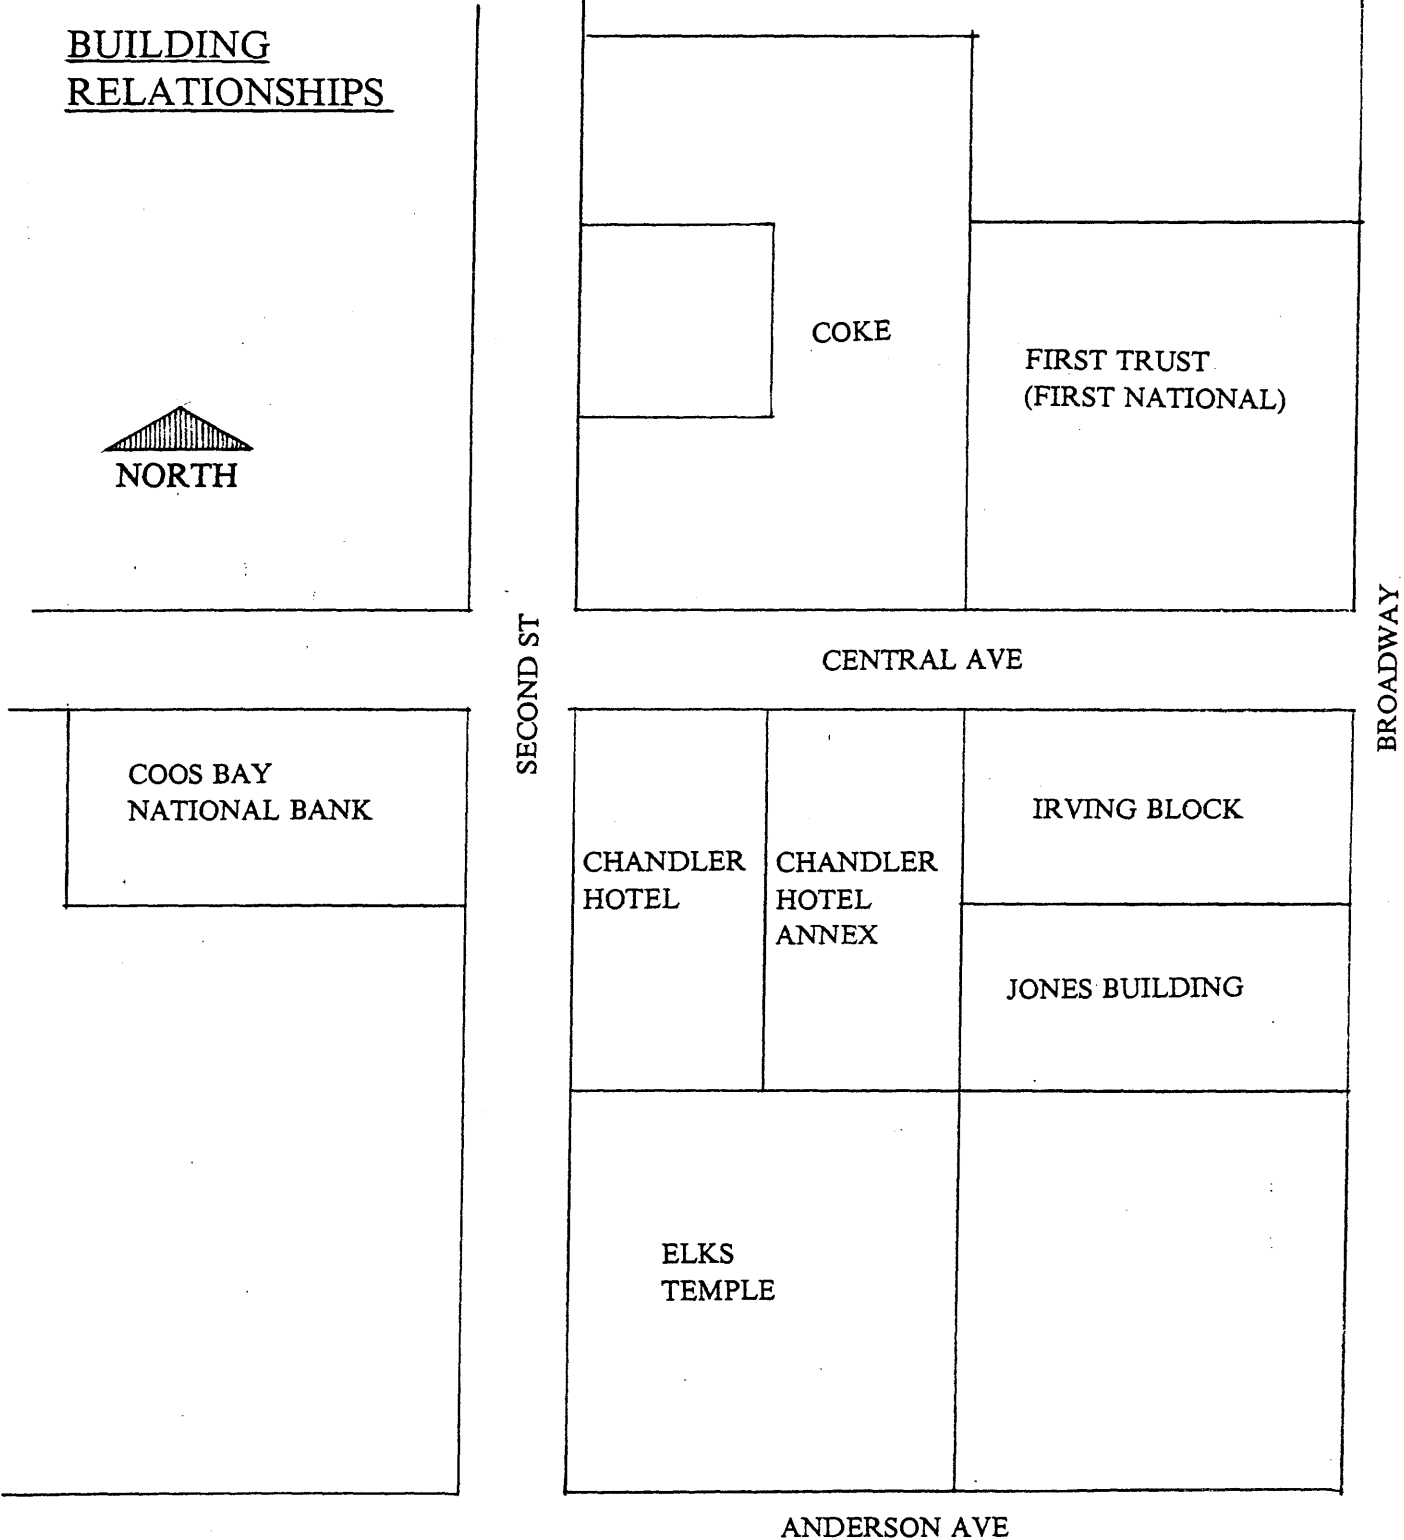 BUILDING
RELATIONSHIPS
COKE
FIRST TRUST
(FIRST NATIONAL)
NORTH
SECOND ST
CENTRAL AVE
BROADWAY
COOS BAY
NATIONAL BANK
CHANDLER
HOTEL
CHANDLER
HOTEL
ANNEX
IRVING BLOCK
JONES BUILDING
ELKS
TEMPLE
ANDERSON AVE